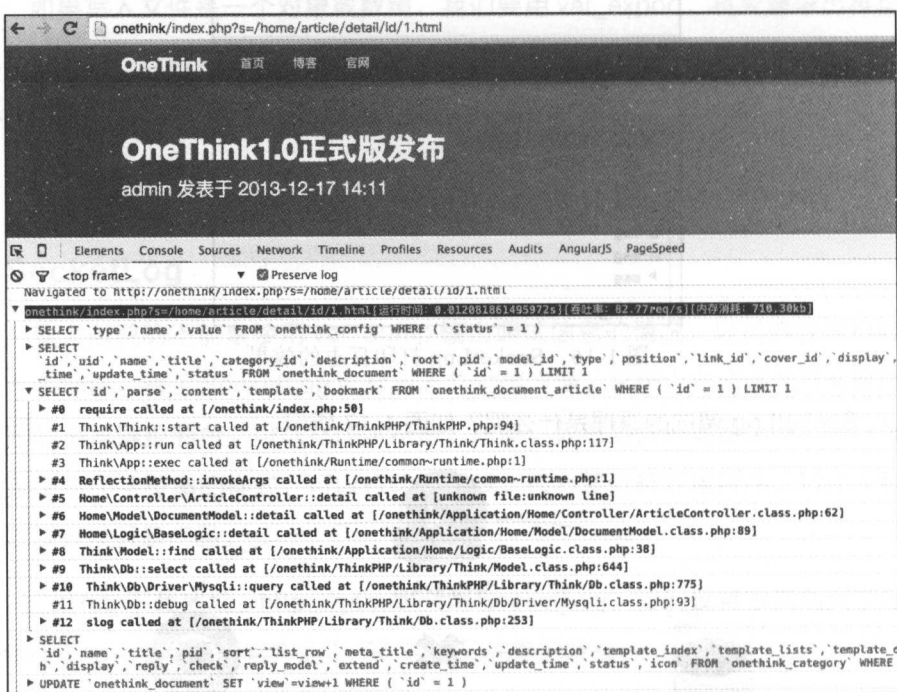 onethink/index.php?s=/home/article/detail/id/1.html
OneThink 首页 博客 官网
OneThink1.0正式版发布
admin 发表于 2013-12-17 14:11
Elements Console Sources Network Timeline Profiles Resources Audits AngularJS PageSpeed
<top frame> ▼ Preserve log
Navigated to http://onethink/index.php?s=/home/article/detail/id/1.html
onethink/index.php?s=/home/article/detail/id/1.html[运行时间: 0.012081861495972s][吞吐率: 82.77req/s][内存消耗: 710.30kb]
SELECT `type`,`name`,`value` FROM `onethink_config` WHERE ( `status` = 1 )
SELECT
`id`,`uid`,`name`,`title`,`category_id`,`description`,`root`,`pid`,`model_id`,`type`,`position`,`link_id`,`cover_id`,`display`,
_time`,`update_time`,`status` FROM `onethink_document` WHERE ( `id` = 1 ) LIMIT 1
SELECT `id`,`parse`,`content`,`template`,`bookmark` FROM `onethink_document_article` WHERE ( `id` = 1 ) LIMIT 1
#0 require called at [/onethink/index.php:50]
#1 Think\Think::start called at [/onethink/ThinkPHP/ThinkPHP.php:94]
#2 Think\App::run called at [/onethink/ThinkPHP/Library/Think/Think.class.php:117]
#3 Think\App::exec called at [/onethink/Runtime/common~runtime.php:1]
#4 ReflectionMethod::invokeArgs called at [/onethink/Runtime/common~runtime.php:1]
#5 Home\Controller\ArticleController::detail called at [unknown file:unknown line]
#6 Home\Model\DocumentModel::detail called at [/onethink/Application/Home/Controller/ArticleController.class.php:62]
#7 Home\Logic\BaseLogic::detail called at [/onethink/Application/Home/Model/DocumentModel.class.php:89]
#8 Think\Model::find called at [/onethink/Application/Home/Logic/BaseLogic.class.php:38]
#9 Think\Db::select called at [/onethink/ThinkPHP/Library/Think/Model.class.php:644]
#10 Think\Db\Driver\Mysqli::query called at [/onethink/ThinkPHP/Library/Think/Db.class.php:775]
#11 Think\Db::debug called at [/onethink/ThinkPHP/Library/Think/Db/Driver/Mysqli.class.php:93]
#12 slog called at [/onethink/ThinkPHP/Library/Think/Db.class.php:253]
SELECT
`id`,`name`,`title`,`pid`,`sort`,`list_row`,`meta_title`,`keywords`,`description`,`template_index`,`template_lists`,`template_d
h`,`display`,`reply`,`check`,`reply_model`,`extend`,`create_time`,`update_time`,`status`,`icon` FROM `onethink_category` WHERE
UPDATE `onethink_document` SET `view`=view+1 WHERE ( `id` = 1 )